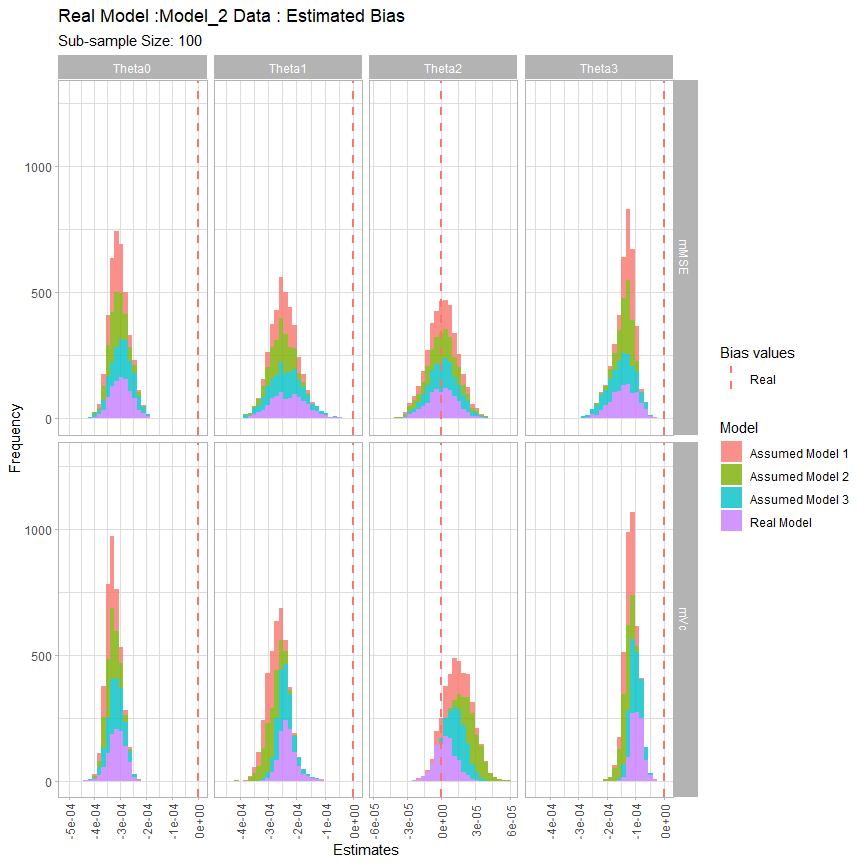 Real Model :Model_2 Data : Estimated Bias
Sub-sample Size: 100
Theta0 Theta1 Theta2 Theta3
1000
500
0
mMSE
1000
500
0
mVc
Frequency
-5e-04 -4e-04 -3e-04 -2e-04 -1e-04 0e+00
-4e-04 -3e-04 -2e-04 -1e-04 0e+00
-6e-05 -3e-05 0e+00 3e-05 6e-05
-4e-04 -3e-04 -2e-04 -1e-04 0e+00
Estimates
Bias values
Real
Model
Assumed Model 1
Assumed Model 2
Assumed Model 3
Real Model